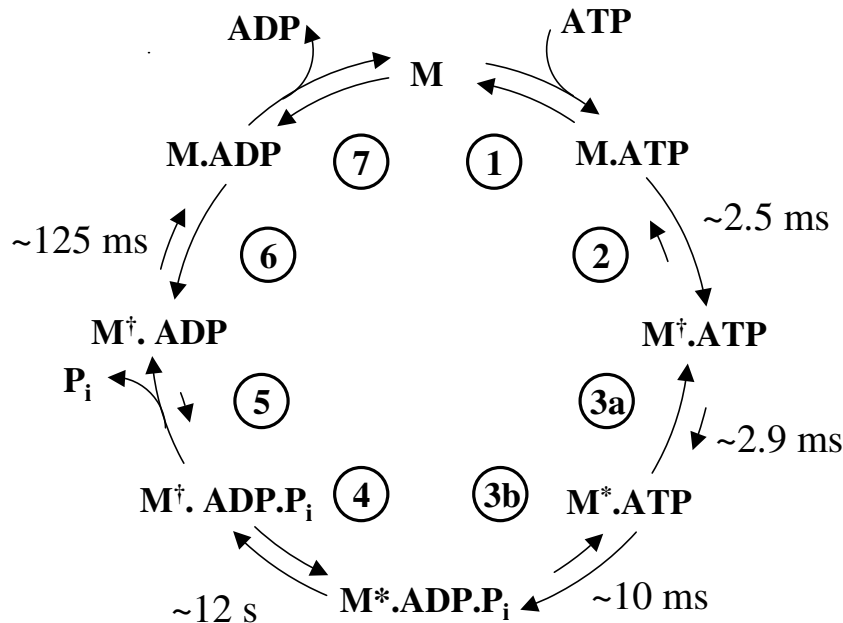 ADP
ATP
M
M.ADP
7
1
M.ATP
~125 ms
6
2
~2.5 ms
M†. ADP
M†.ATP
Pi
5
3a
~2.9 ms
M†. ADP.Pi
4
3b
M*.ATP
~12 s
M*.ADP.Pi
~10 ms